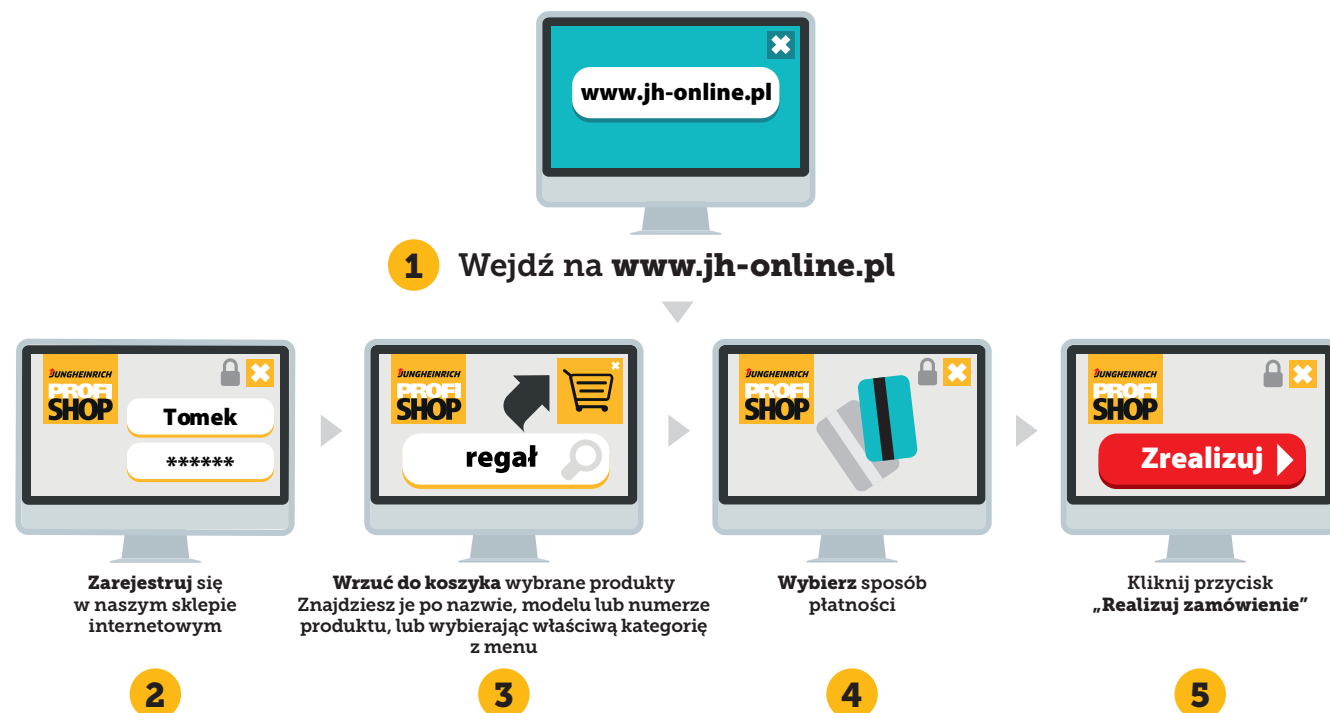 www.jh-online.pl
1 Wejdź na www.jh-online.pl
JUNGHEINRICH
PROFI
SHOP
Tomek
******
Zarejestruj się
w naszym sklepie
internetowym
2
JUNGHEINRICH
PROFI
SHOP
regał
Wrzuć do koszyka wybrane produkty
Znajdziesz je po nazwie, modelu lub numerze
produktu, lub wybierając właściwą kategorię
z menu
3
JUNGHEINRICH
PROFI
SHOP
Wybierz sposób
płatności
4
JUNGHEINRICH
PROFI
SHOP
Zrealizuj
Kliknij przycisk
„Realizuj zamówienie”
5